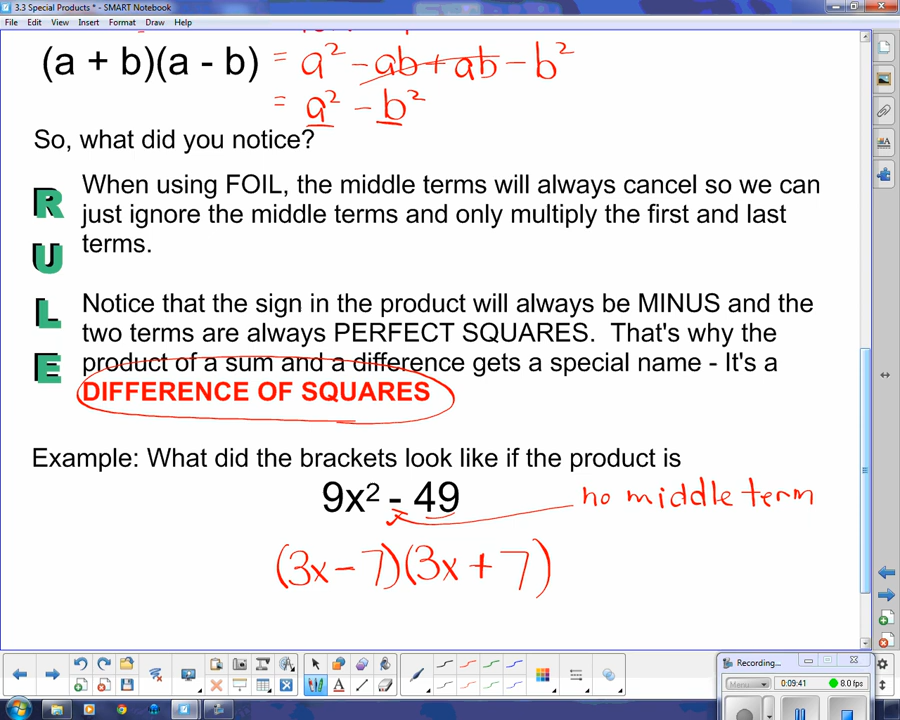 3.3 Special Products * - SMART Notebook
File Edit View Insert Format Draw Help
(a + b)(a - b) = a² - ab + ab - b²
= a² - b²
So, what did you notice?
RULE
When using FOIL, the middle terms will always cancel so we can
just ignore the middle terms and only multiply the first and last
terms.
Notice that the sign in the product will always be MINUS and the
two terms are always PERFECT SQUARES. That's why the
product of a sum and a difference gets a special name - It's a
DIFFERENCE OF SQUARES
Example: What did the brackets look like if the product is
9x² - 49 no middle term
(3x - 7)(3x + 7)
Recording...
Menu 0:09:41 8.0 fps